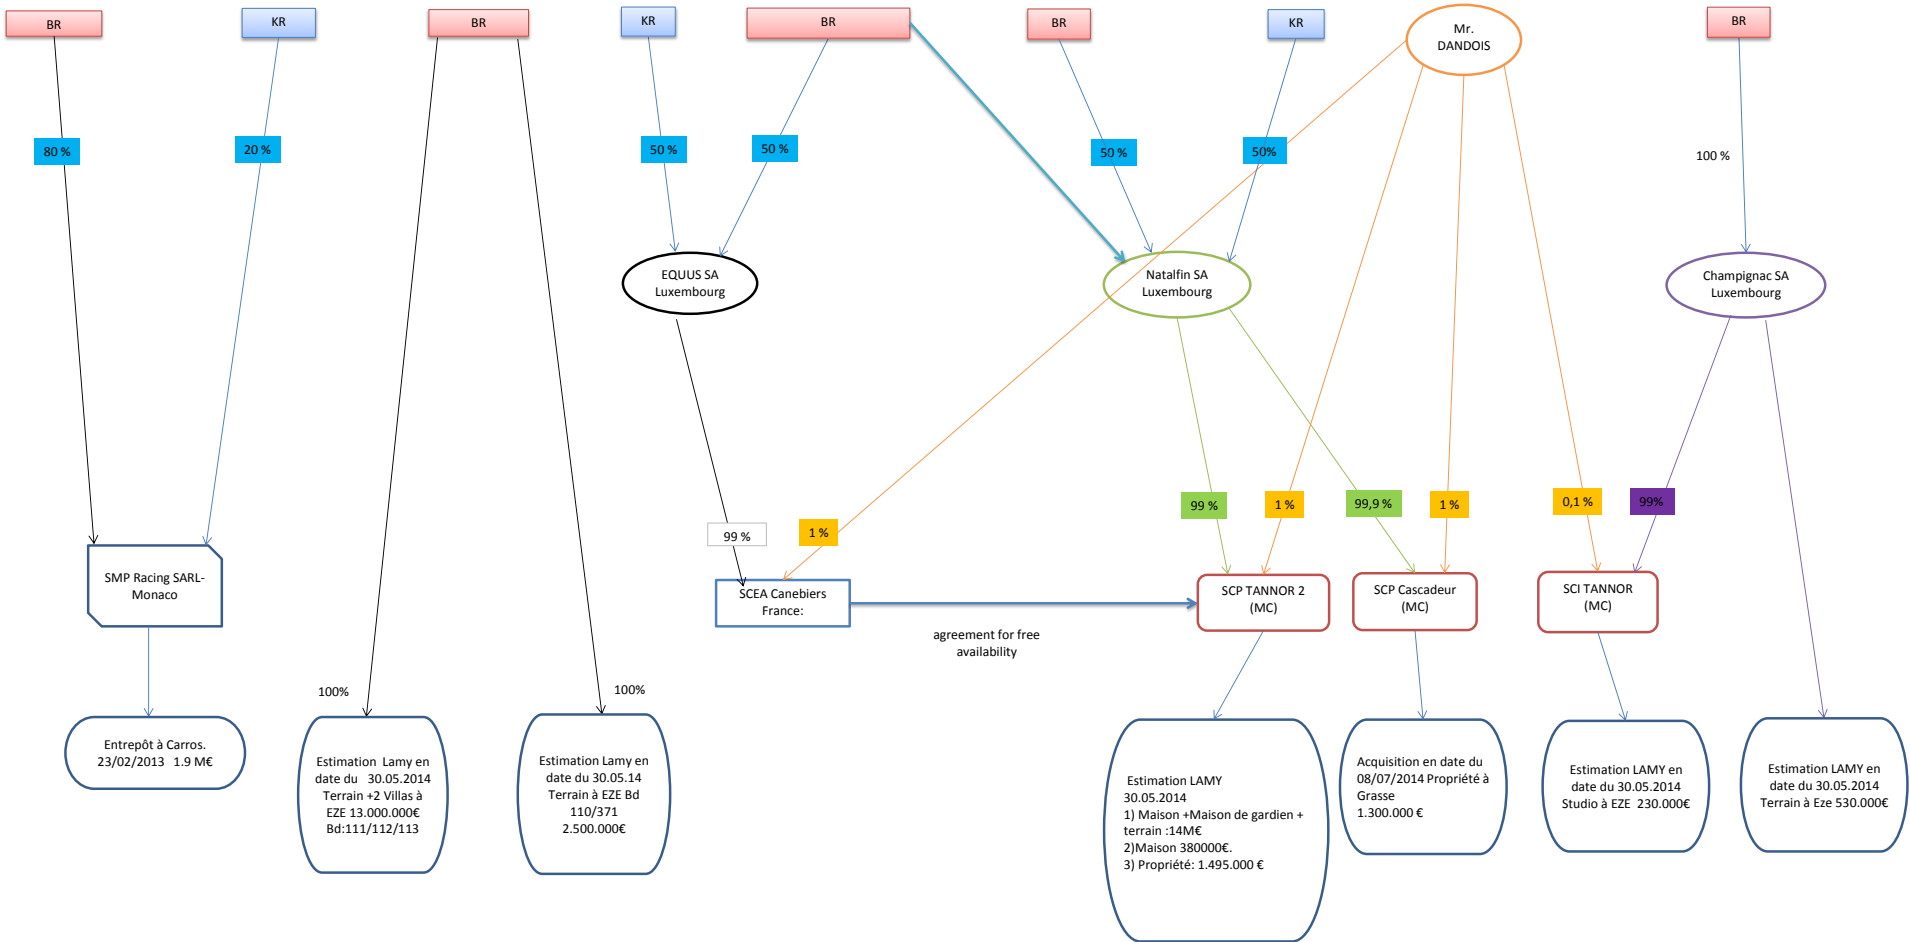 BR
KR
BR
KR
BR
BR
KR
Mr.
DANDOIS
BR
80 %
20 %
50 %
50 %
50 %
50%
100 %
EQUUS SA
Luxembourg
Natalfin SA
Luxembourg
Champignac SA
Luxembourg
99 %
1 %
99 %
1 %
99,9 %
1 %
0,1 %
99%
SMP Racing SARL-
Monaco
SCEA Canebiers
France:
agreement for free
availability
SCP TANNOR 2
(MC)
SCP Cascadeur
(MC)
SCI TANNOR
(MC)
100%
100%
Entrepôt à Carros.
23/02/2013 1.9 M€
Estimation Lamy en
date du 30.05.2014
Terrain +2 Villas à
EZE 13.000.000€
Bd:111/112/113
Estimation Lamy en
date du 30.05.14
Terrain à EZE Bd
110/371
2.500.000€
Estimation LAMY
30.05.2014
1) Maison +Maison de gardien +
terrain :14M€
2)Maison 380000€.
3) Propriété: 1.495.000 €
Acquisition en date du
08/07/2014 Propriété à
Grasse
1.300.000 €
Estimation LAMY en
date du 30.05.2014
Studio à EZE 230.000€
Estimation LAMY en
date du 30.05.2014
Terrain à Eze 530.000€